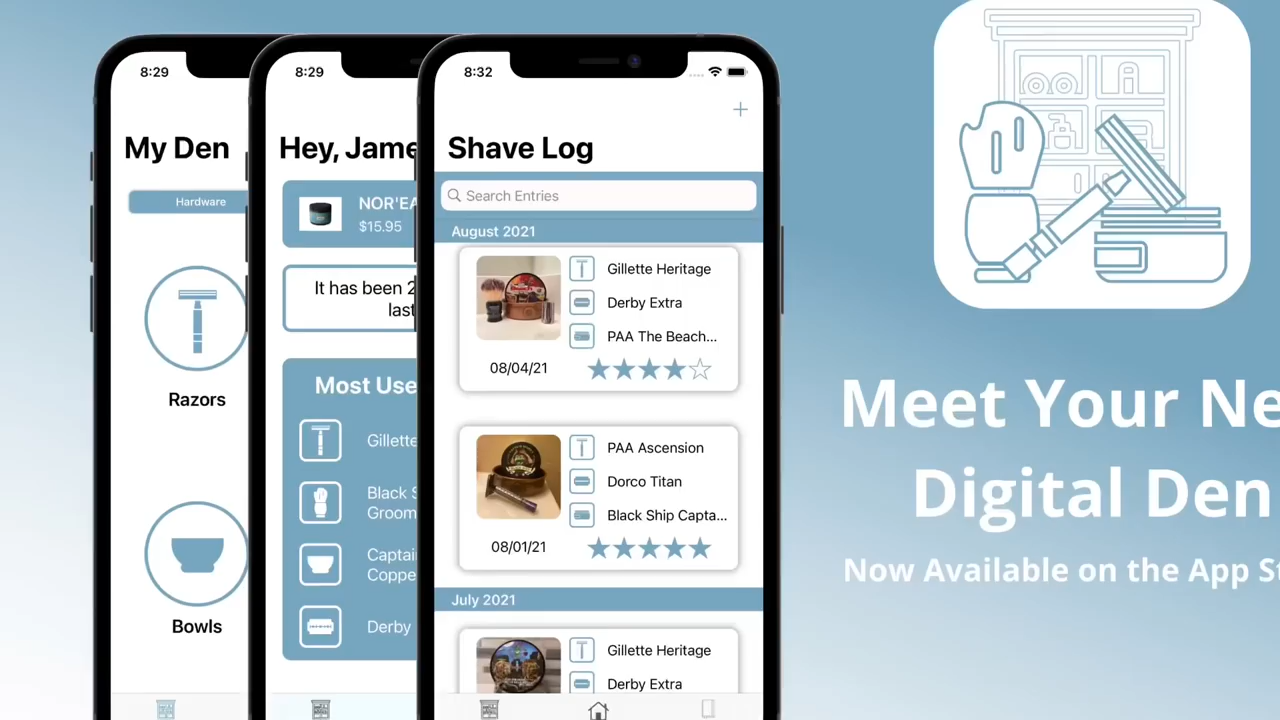 8:29
My Den
Hardware
Razors
Bowls
8:29
Hey, Jame
NOR'EA
$15.95
It has been 2
last
Most Use
Gillette
Black S
Groom
Captai
Coppe
Derby
8:32
+
Shave Log
Search Entries
August 2021
Gillette Heritage
Derby Extra
PAA The Beach...
08/04/21
PAA Ascension
Dorco Titan
Black Ship Capta...
08/01/21
July 2021
Gillette Heritage
Derby Extra
Meet Your Ne
Digital Den
Now Available on the App St